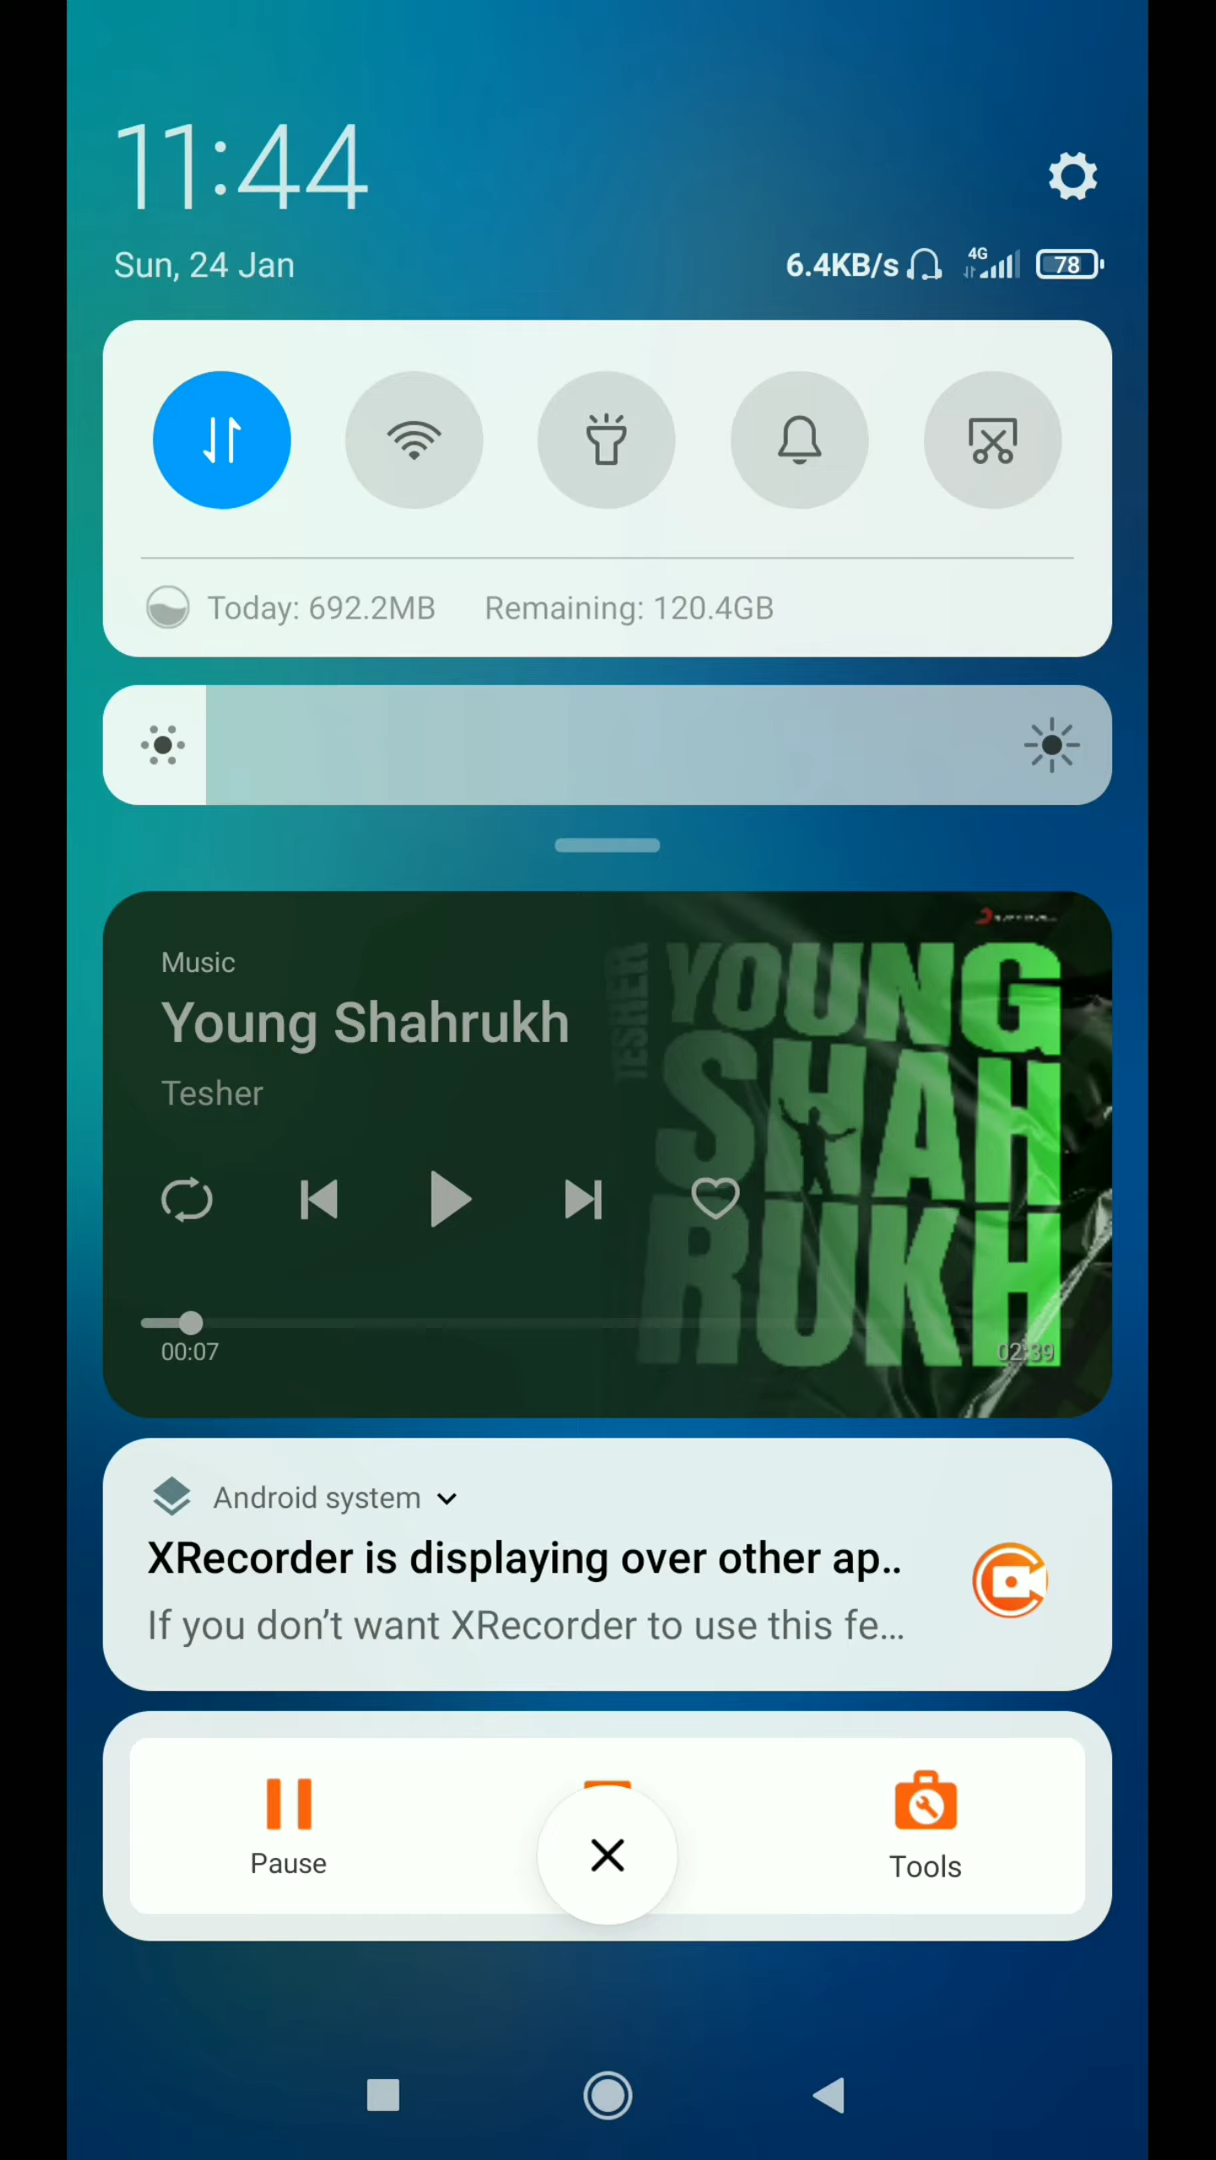 11:44
Sun, 24 Jan
6.4KB/s 4G 78
Today: 692.2MB Remaining: 120.4GB
Music
Young Shahrukh
Tesher
TESHER
YOUNG
SHAH
RUKH
00:07
02:39
Android system
XRecorder is displaying over other ap..
If you don’t want XRecorder to use this fe...
Pause
Tools